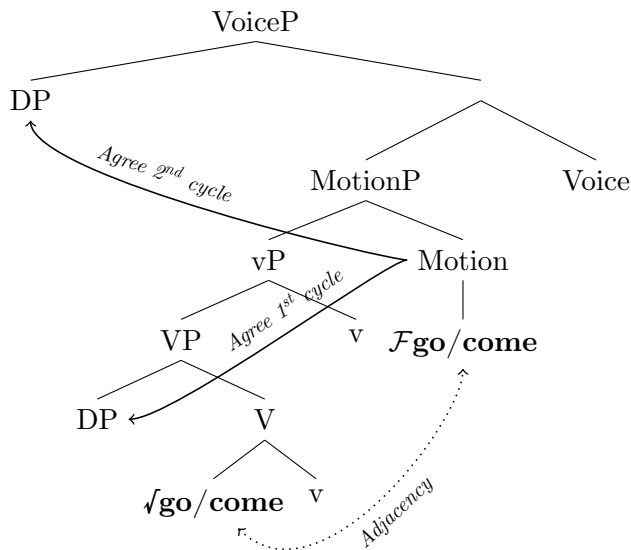 VoiceP
DP
Agree 2nd cycle
MotionP Voice
vP Motion
Agree 1st cycle
VP v ℱgo/come
DP V
√go/come v
Adjacency